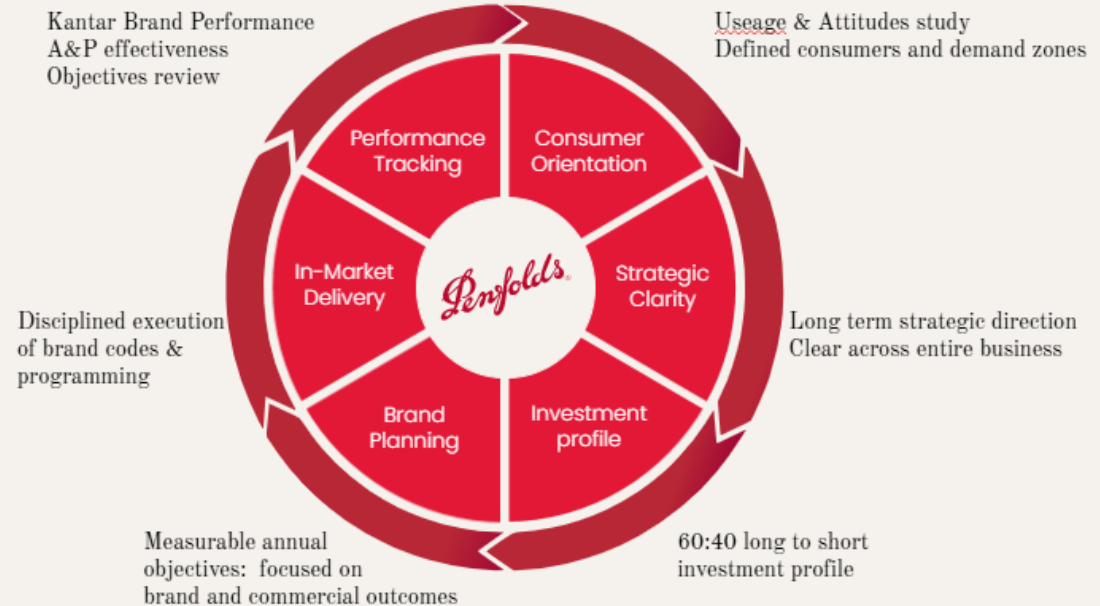 Kantar Brand Performance
A&P effectiveness
Objectives review
Useage & Attitudes study
Defined consumers and demand zones
Performance
Tracking
Consumer
Orientation
In-Market
Delivery
Penfolds
Strategic
Clarity
Disciplined execution
of brand codes &
programming
Long term strategic direction
Clear across entire business
Brand
Planning
Investment
profile
Measurable annual
objectives: focused on
brand and commercial outcomes
60:40 long to short
investment profile